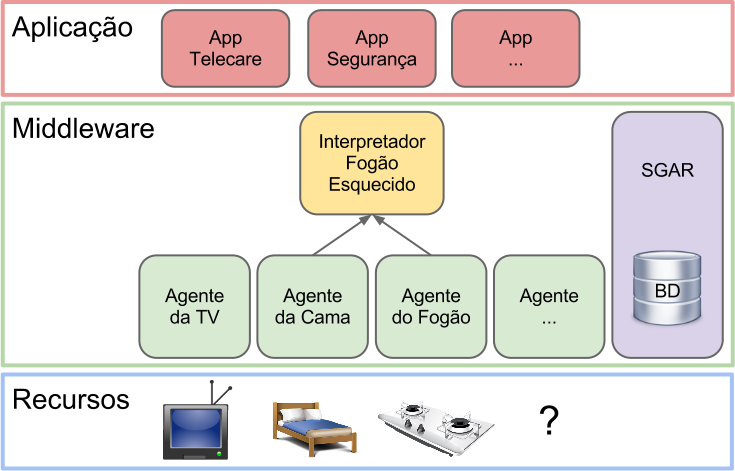 Aplicação
App
Telecare
App
Segurança
App
...
Middleware
Interpretador
Fogão
Esquecido
SGAR
BD
Agente
da TV
Agente
da Cama
Agente
do Fogão
Agente
...
Recursos
?